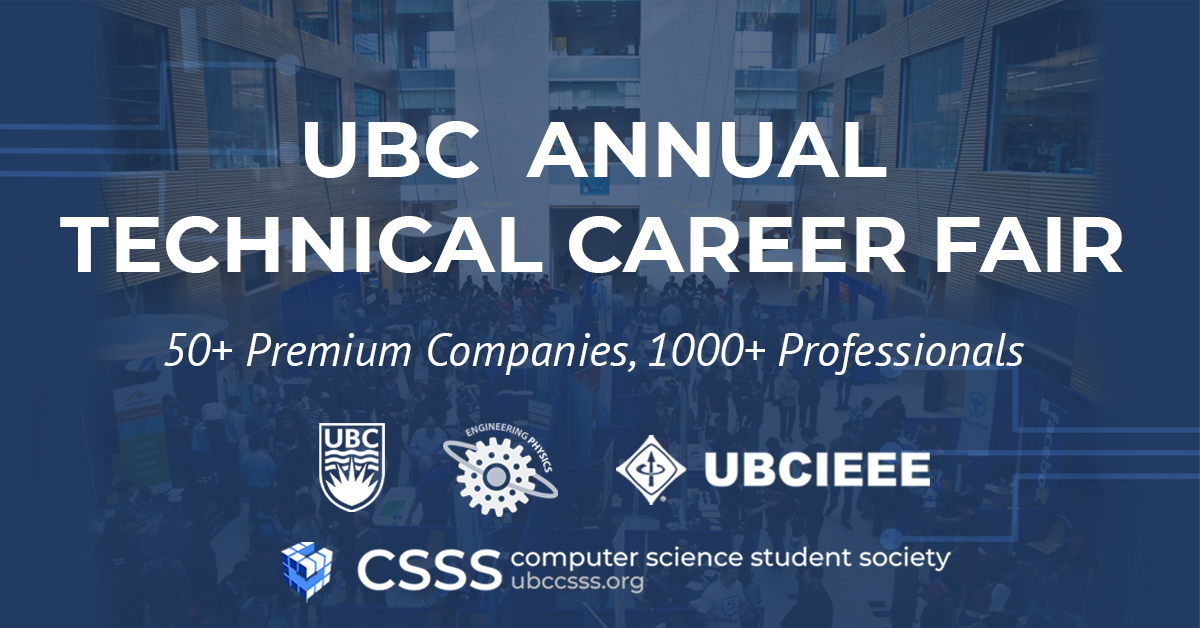 UBC ANNUAL
TECHNICAL CAREER FAIR
50+ Premium Companies, 1000+ Professionals
UBC
ENGINEERING PHYSICS
UBCIEEE
CSSS computer science student society
ubccsss.org